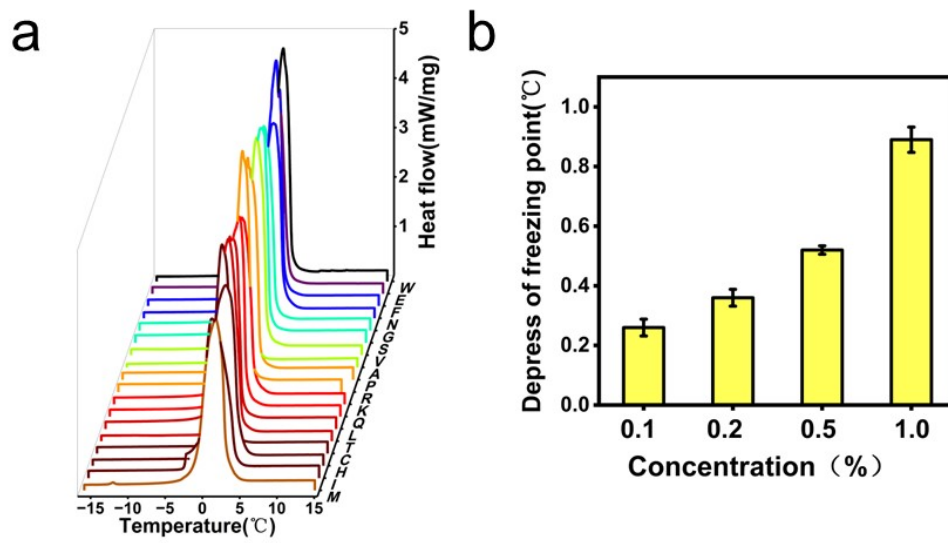 a
5
4
3
2
1
Heat flow(mW/mg)
W
E
F
N
G
S
V
A
P
R
K
Q
L
T
C
H
I
M
−15 −10 −5 0 5 10 15
Temperature(℃)
b
Depress of freezing point(℃)
1.0
0.8
0.6
0.4
0.2
0.0
0.1 0.2 0.5 1.0
Concentration（%）